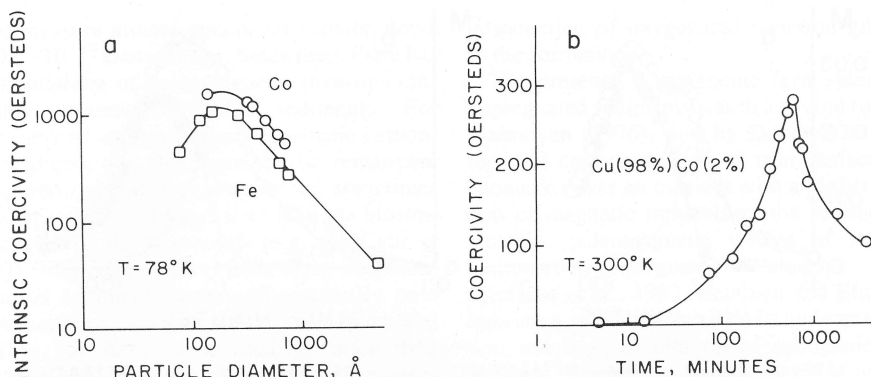 a
INTRINSIC COERCIVITY (OERSTEDS)
1000
100
10
Co
Fe
T=78°K
10 100 1000
PARTICLE DIAMETER, Å
b
COERCIVITY (OERSTEDS)
300
200
100
0
Cu(98%)Co(2%)
T=300°K
1 10 100 1000
TIME, MINUTES